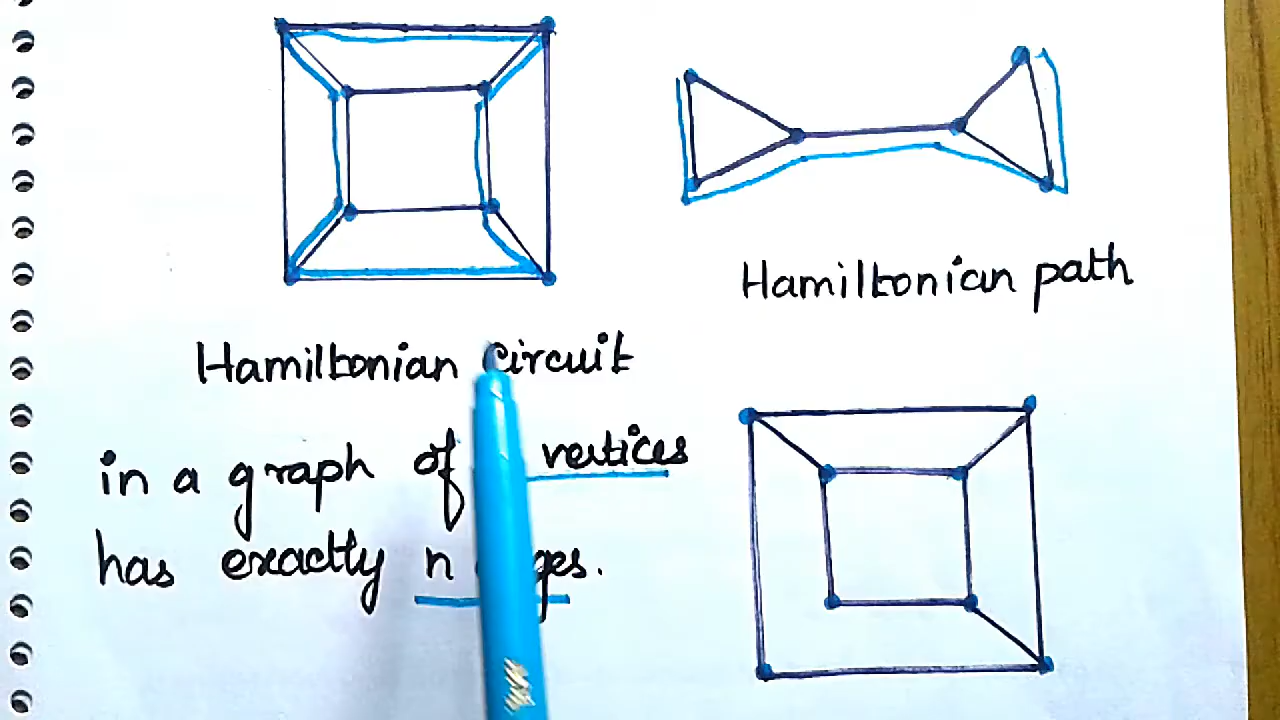 Hamiltonian path
Hamiltonian circuit
in a graph of vertices
has exactly n